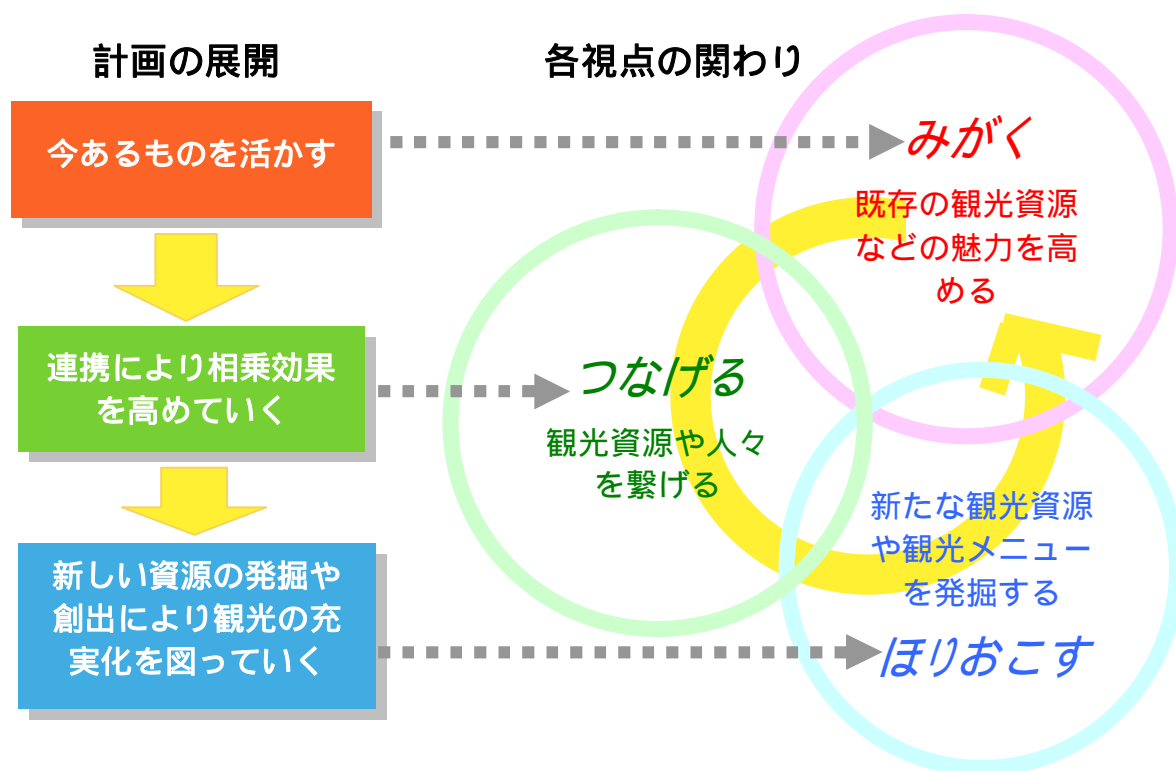 計画の展開
各視点の関わり
今あるものを活かす
みがく
既存の観光資源
などの魅力を高
める
連携により相乗効果
を高めていく
つなげる
観光資源や人々
を繋げる
新しい資源の発掘や
創出により観光の充
実化を図っていく
新たな観光資源
や観光メニュー
を発掘する
ほりおこす